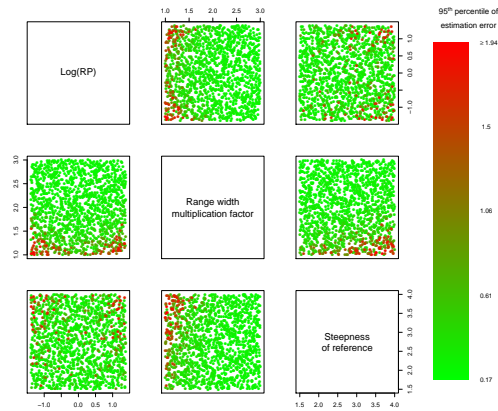 95th percentile of
estimation error
1.0 1.5 2.0 2.5 3.0
≥1.94
Log(RP)
−1.0 0.0 0.5 1.0
1.5
1.0 1.5 2.0 2.5 3.0
Range width
multiplication factor
1.06
0.61
Steepness
of reference
1.5 2.0 2.5 3.0 3.5 4.0
0.17
−1.0 0.0 0.5 1.0
1.5 2.0 2.5 3.0 3.5 4.0